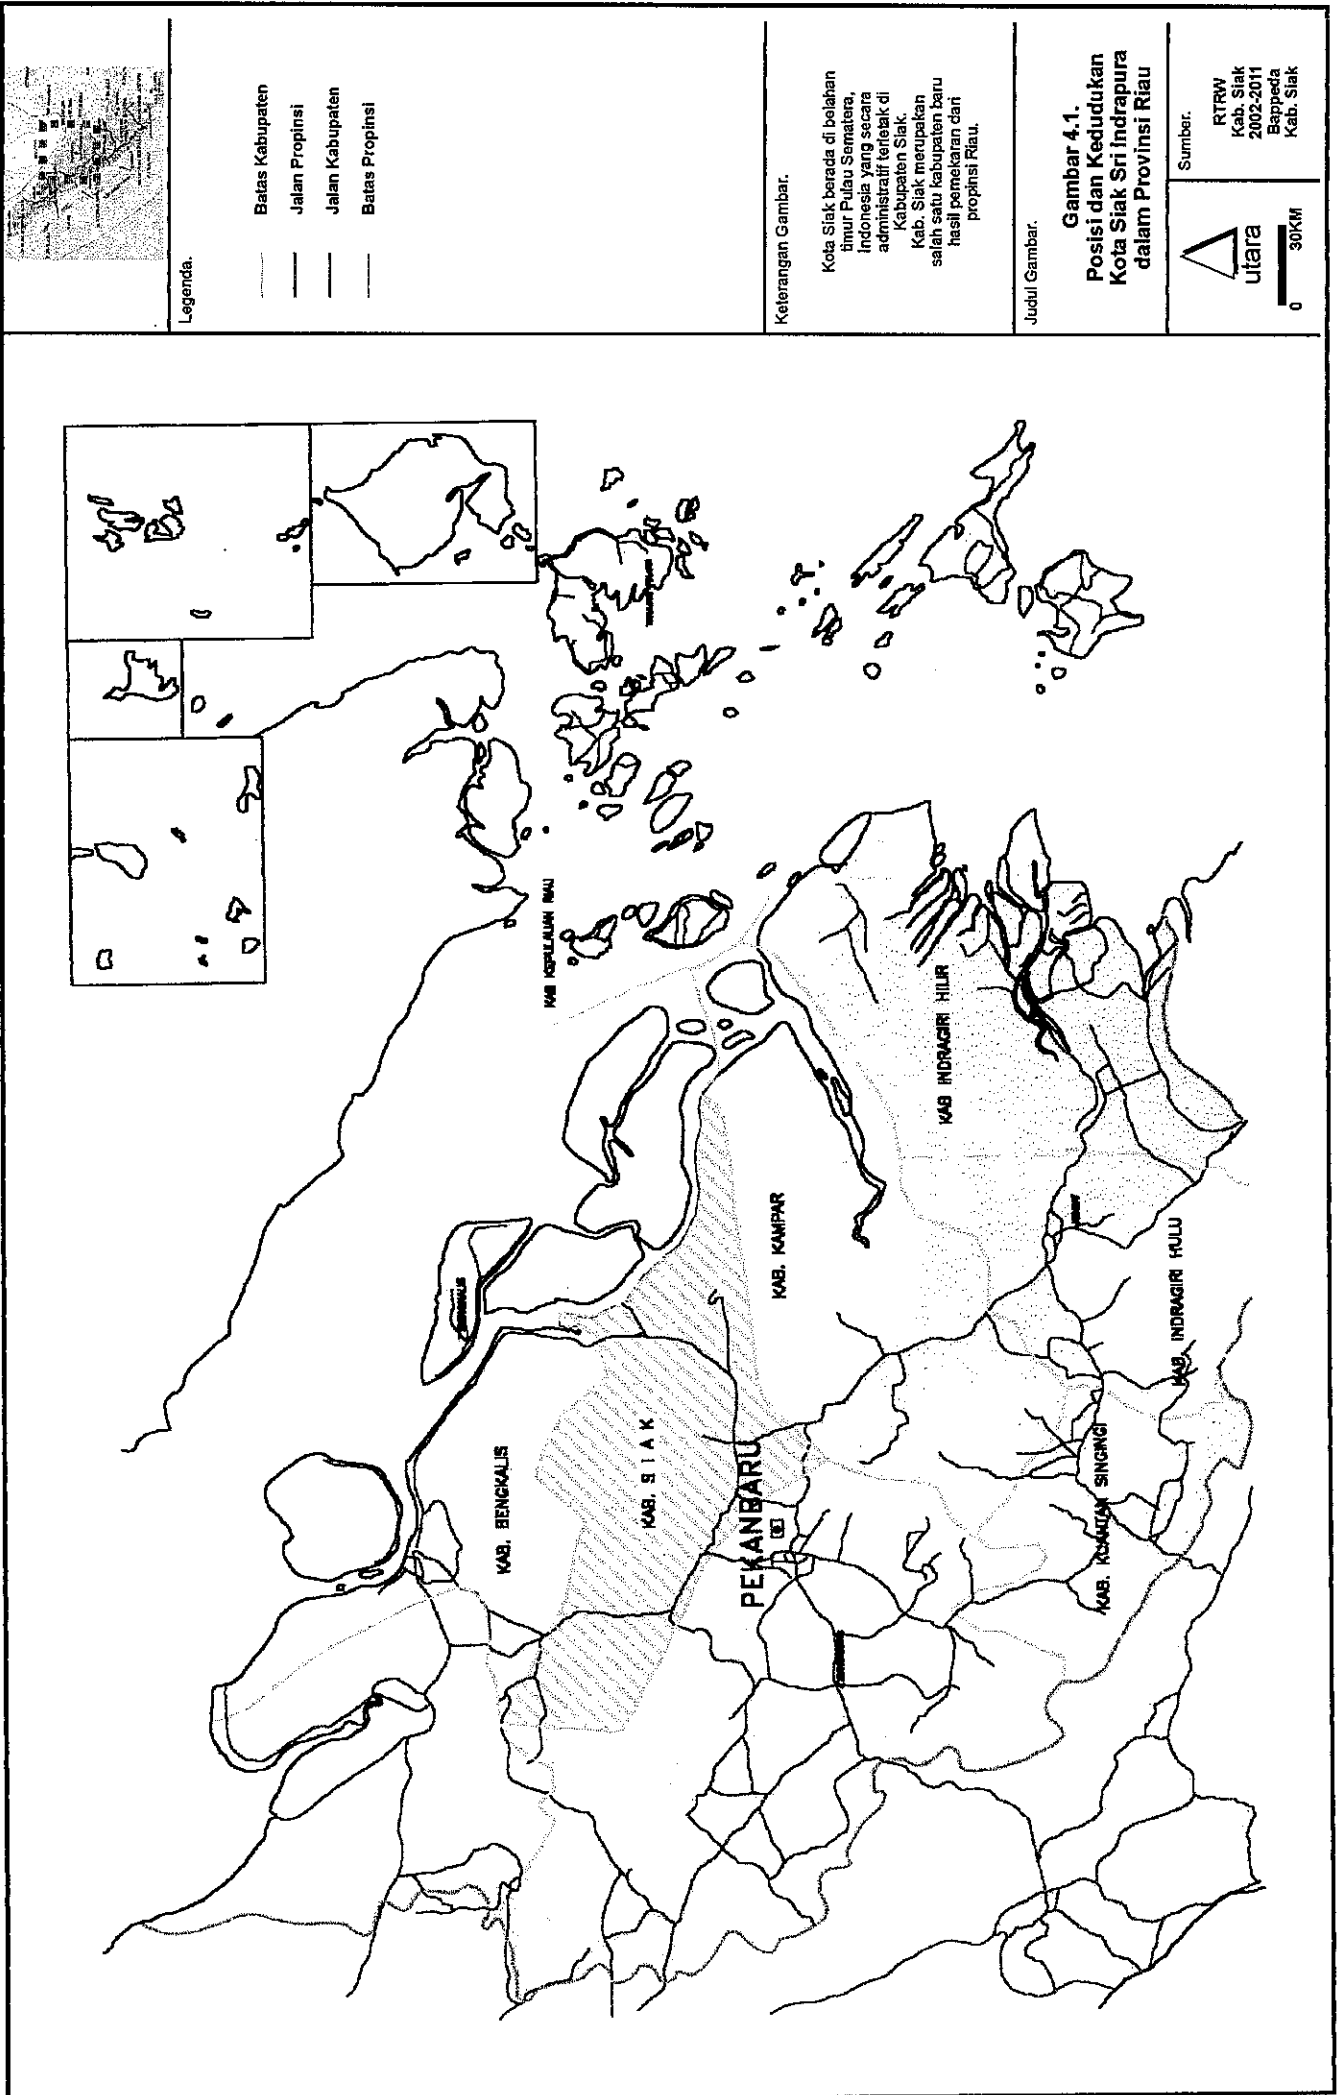 Legenda.
Batas Kabupaten
Jalan Propinsi
Jalan Kabupaten
Batas Propinsi
Keterangan Gambar.
Kota Siak berada di belahan
timur Pulau Sematera,
Indonesia yang secara
administratif terletak di
Kabupaten Siak.
Kab. Siak merupakan
salah satu kabupaten baru
hasil pemekaran dari
propinsi Riau.
Judul Gambar.
Gambar 4.1.
Posisi dan Kedudukan
Kota Siak Sri Indrapura
dalam Provinsi Riau
utara
0 30KM
Sumber.
RTRW
Kab. Siak
2002-2011
Bappeda
Kab. Siak
KAB KEPULAUAN RIAU
BENGKALIS
KAB. BENGKALIS
KAB. S I A K
PEKANBARU
KAB. KAMPAR
KAB INDRAGIRI HILIR
KAB. KUANTAN SINGINGI
KAB. INDRAGIRI HULU